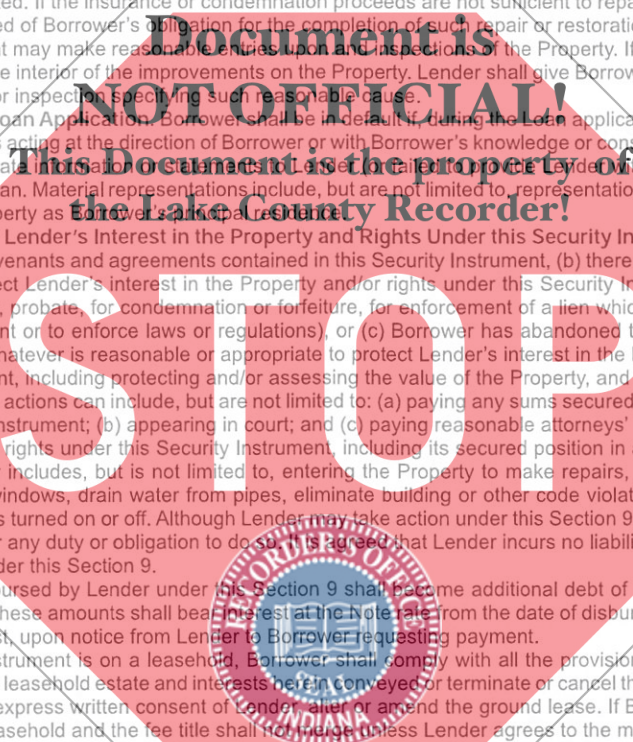 ed. If the insurance or condemnation proceeds are not sufficient to repa
ed of Borrower's obligation for the completion of such repair or restoratio
Document is
nt may make reasonable entries upon and inspections of the Property. If
e interior of the improvements on the Property. Lender shall give Borrow
or inspection specifying such reasonable cause.
NOT OFFICIAL!
oan Application. Borrower shall be in default if, during the Loan applica
s acting at the direction of Borrower or with Borrower's knowledge or con
This Document is the property of
ate information or statements to Lender (or failed to provide Lender wit
an. Material representations include, but are not limited to, representatio
the Lake County Recorder!
perty as Borrower's principal residence.
Lender's Interest in the Property and Rights Under this Security In
venants and agreements contained in this Security Instrument, (b) there
ect Lender's interest in the Property and/or rights under this Security In
, probate, for condemnation or forfeiture, for enforcement of a lien whic
nt or to enforce laws or regulations), or (c) Borrower has abandoned t
hatever is reasonable or appropriate to protect Lender's interest in the
nt, including protecting and/or assessing the value of the Property, and
STOP
actions can include, but are not limited to: (a) paying any sums secured
nstrument; (b) appearing in court; and (c) paying reasonable attorneys'
rights under this Security Instrument, including its secured position in
y includes, but is not limited to, entering the Property to make repairs,
windows, drain water from pipes, eliminate building or other code violat
s turned on or off. Although Lender may take action under this Section 9
r any duty or obligation to do so. It is agreed that Lender incurs no liabili
der this Section 9.
RECORDER'S OF
SEAL
INDIANA
ursed by Lender under this Section 9 shall become additional debt of
hese amounts shall bear interest at the Note rate from the date of disbur
t, upon notice from Lender to Borrower requesting payment.
strument is on a leasehold, Borrower shall comply with all the provision
leasehold estate and interests herein conveyed or terminate or cancel th
express written consent of Lender, alter or amend the ground lease. If B
asehold and the fee title shall not merge unless Lender agrees to the m